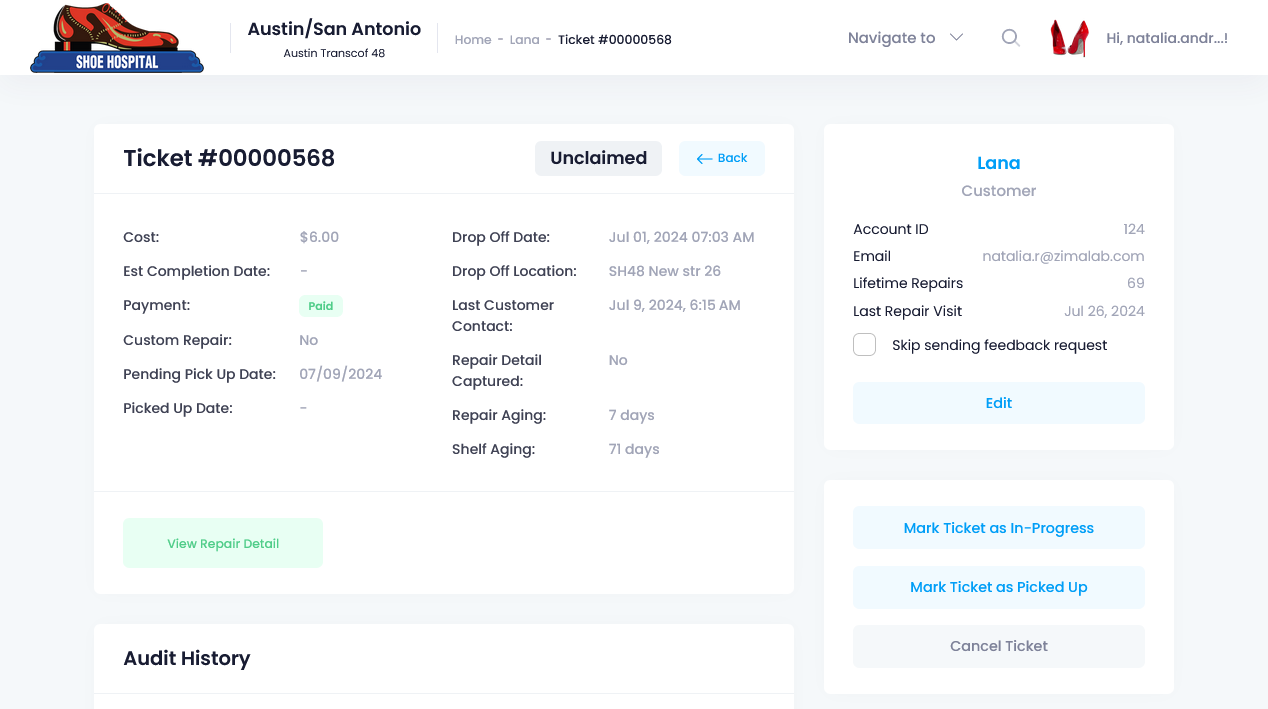 SHOE HOSPITAL
Austin/San Antonio
Austin Transcof 48
Home - Lana - Ticket #00000568
Navigate to
Hi, natalia.andr...!
Ticket #00000568
Unclaimed
Back
Cost: $6.00
Est Completion Date: -
Payment: Paid
Custom Repair: No
Pending Pick Up Date: 07/09/2024
Picked Up Date: -
Drop Off Date: Jul 01, 2024 07:03 AM
Drop Off Location: SH48 New str 26
Last Customer Jul 9, 2024, 6:15 AM
Contact:
Repair Detail No
Captured:
Repair Aging: 7 days
Shelf Aging: 71 days
View Repair Detail
Audit History
Lana
Customer
Account ID 124
Email natalia.r@zimalab.com
Lifetime Repairs 69
Last Repair Visit Jul 26, 2024
Skip sending feedback request
Edit
Mark Ticket as In-Progress
Mark Ticket as Picked Up
Cancel Ticket